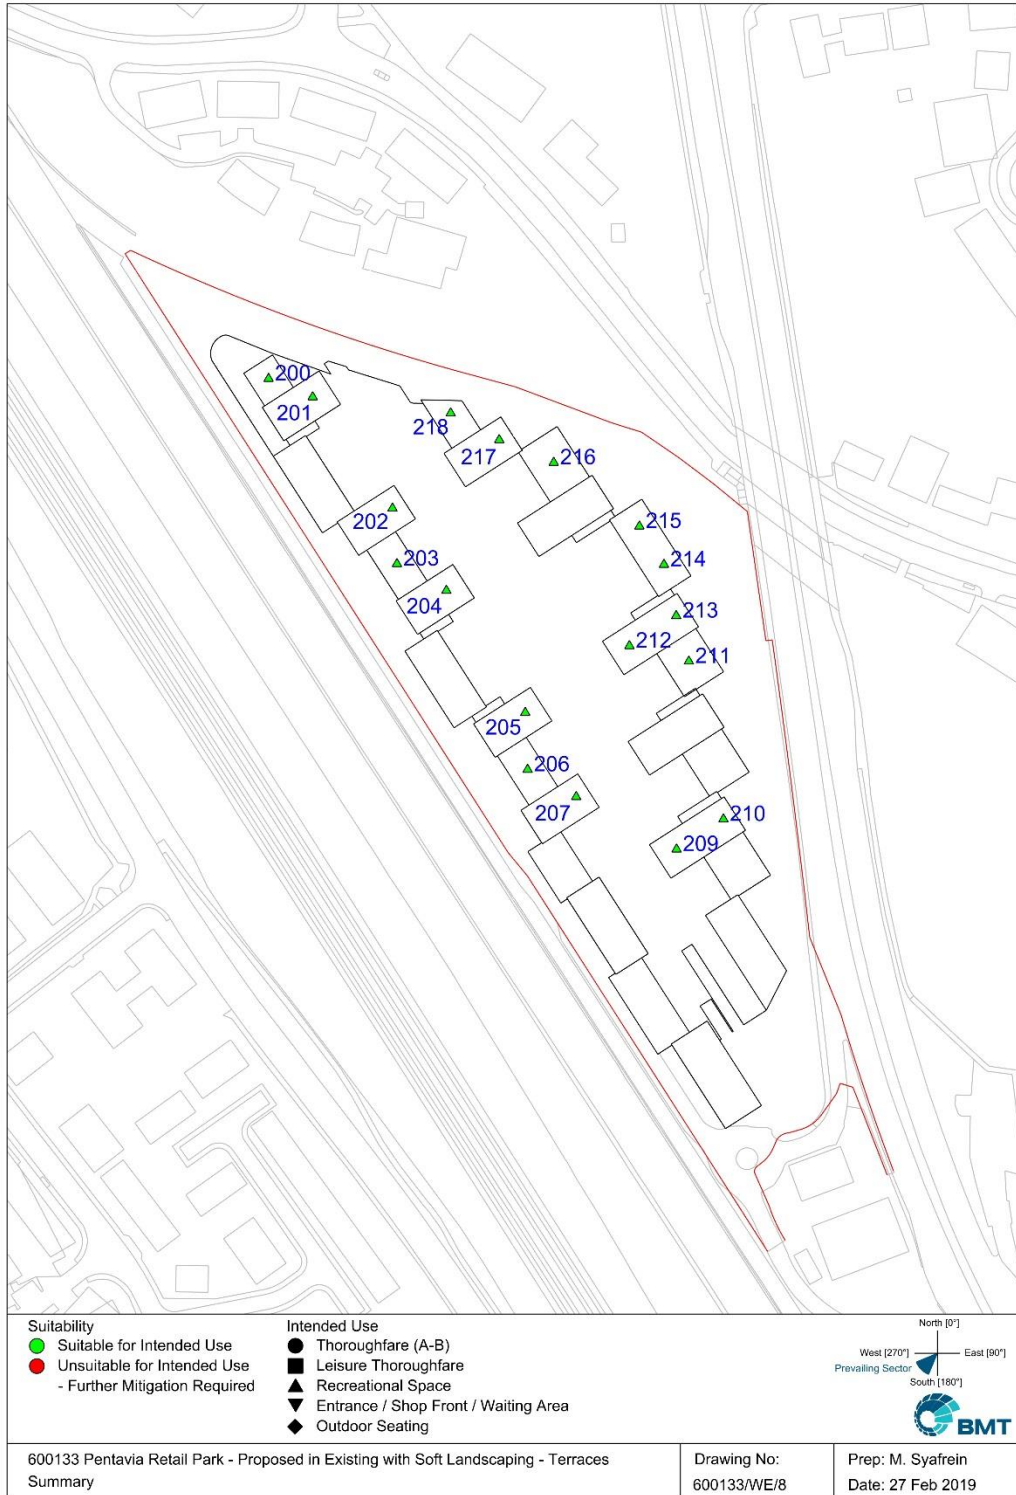 200
201
218
217
216
202
215
203
214
204
213
212
211
205
206
207
210
209
Suitability
Suitable for Intended Use
Unsuitable for Intended Use
- Further Mitigation Required
Intended Use
Thoroughfare (A-B)
Leisure Thoroughfare
Recreational Space
Entrance / Shop Front / Waiting Area
Outdoor Seating
North [0°]
West [270°]
East [90°]
Prevailing Sector
South [180°]
BMT
600133 Pentavia Retail Park - Proposed in Existing with Soft Landscaping - Terraces
Summary
Drawing No:
600133/WE/8
Prep: M. Syafrein
Date: 27 Feb 2019